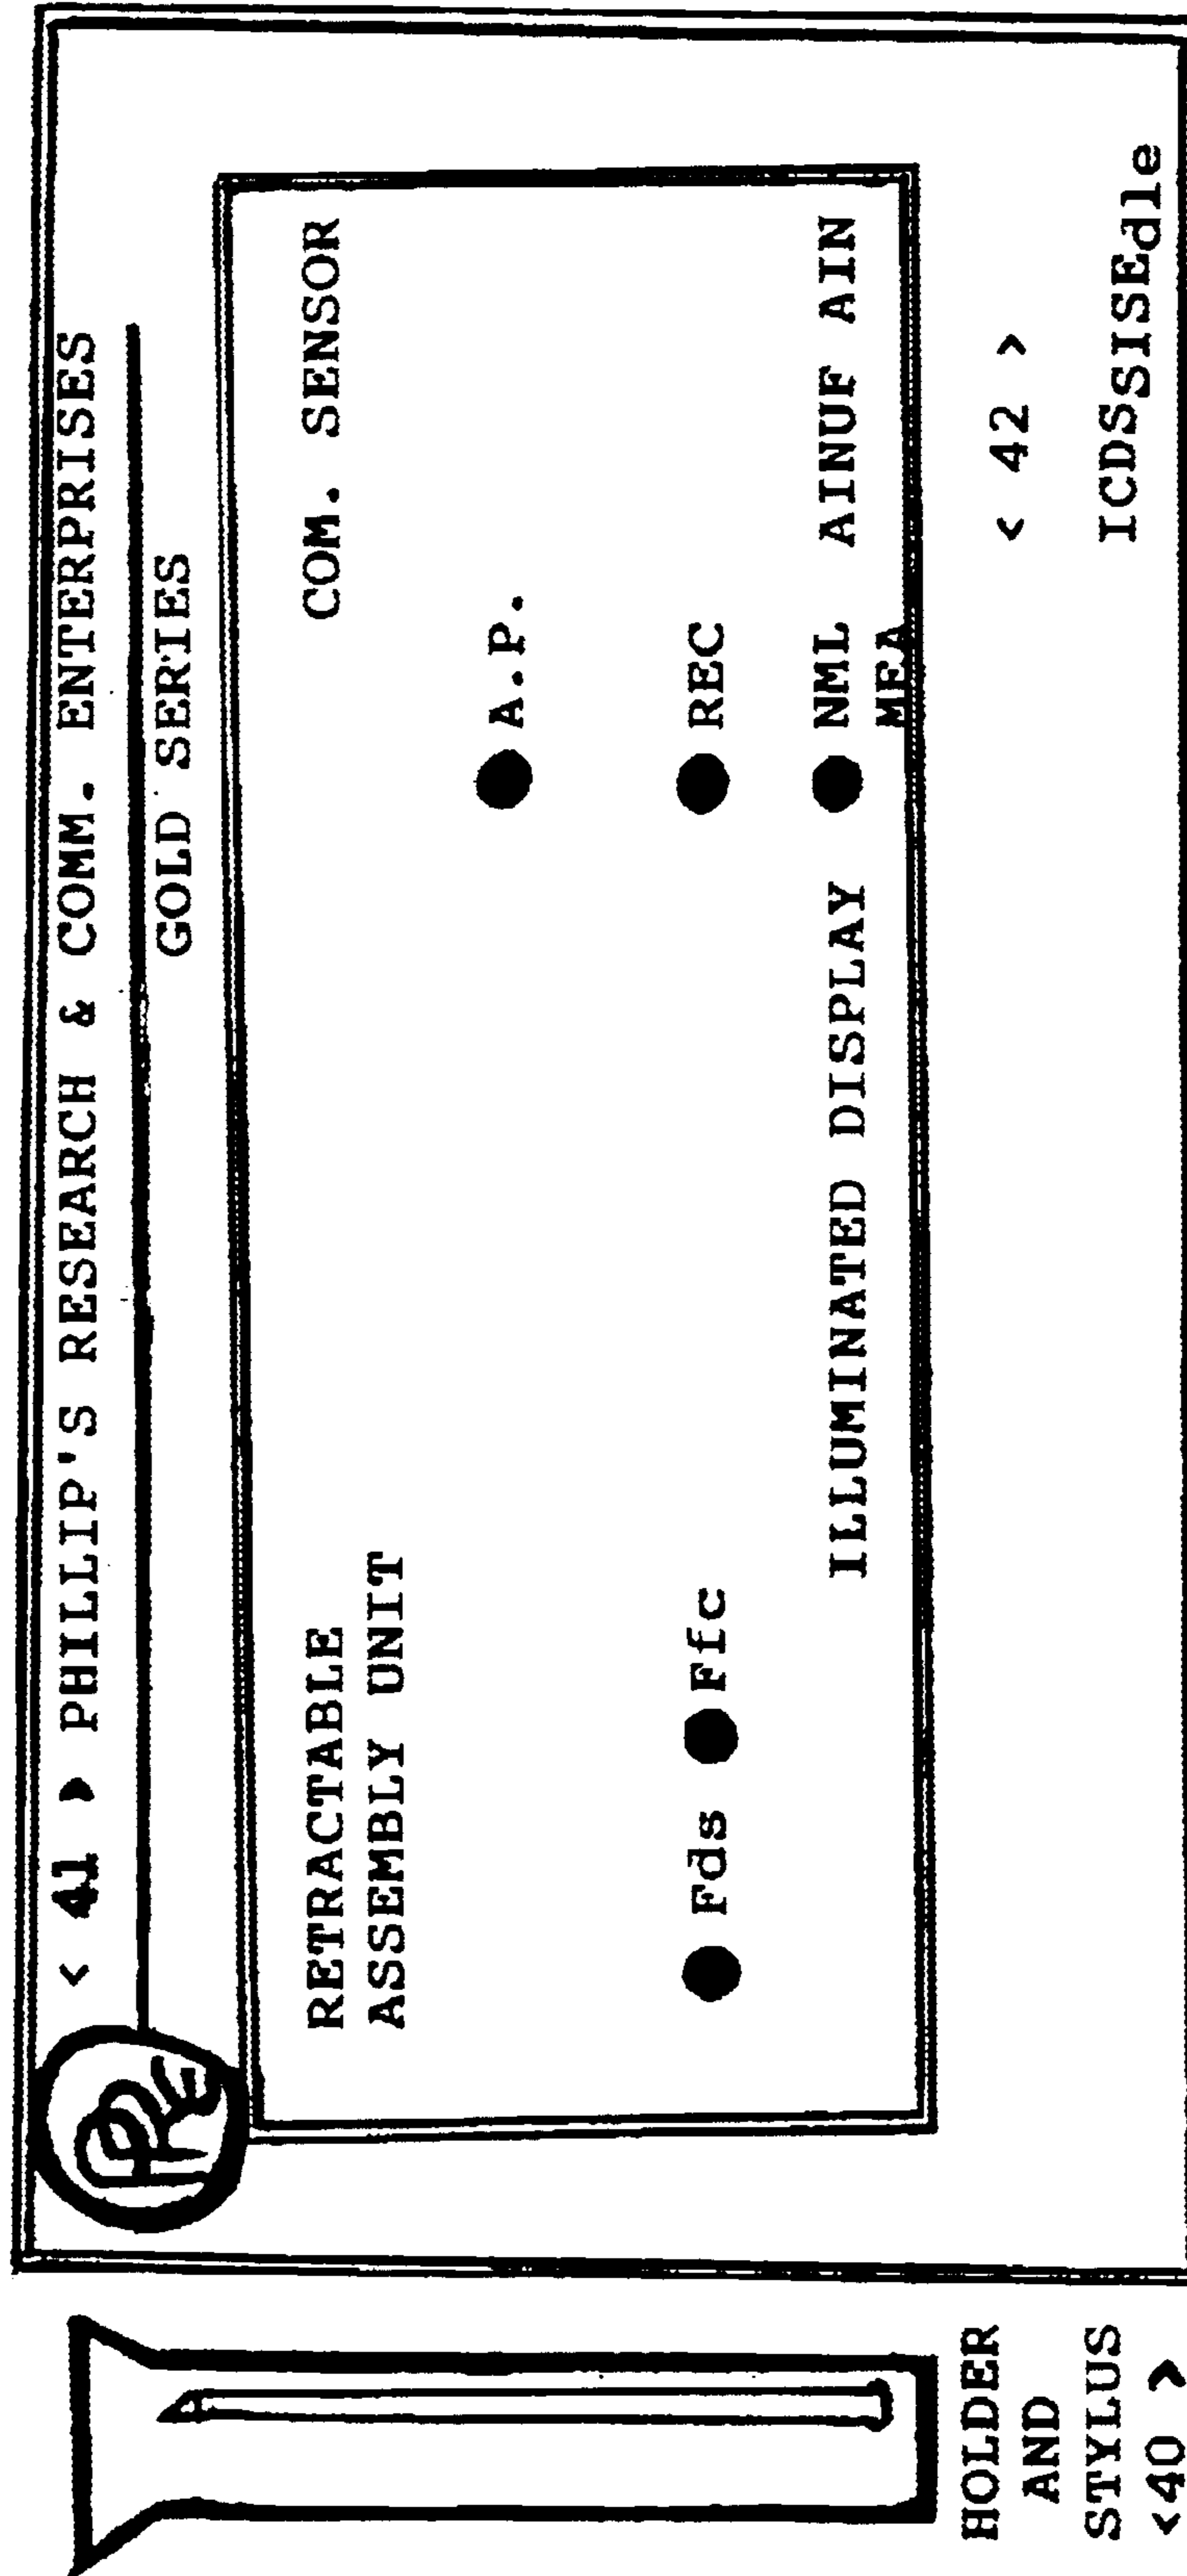 < 41 > PHILLIP'S RESEARCH & COMM. ENTERPRISES
GOLD SERIES
RETRACTABLE
ASSEMBLY UNIT
COM. SENSOR
A.P.
Fds Ffc
REC
ILLUMINATED DISPLAY
NML AINUF AIN
MEA
< 42 >
ICDSSISEdle
HOLDER
AND
STYLUS
<40 >